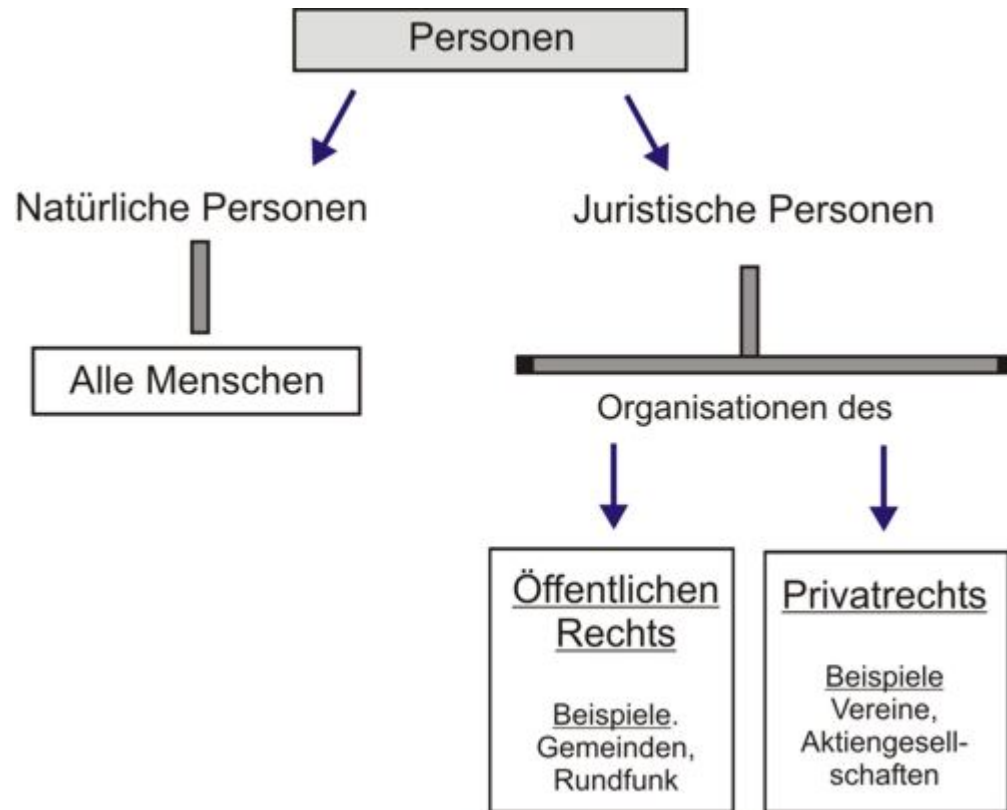 Personen
Natürliche Personen
Juristische Personen
Alle Menschen
Organisationen des
Öffentlichen
Rechts
Beispiele.
Gemeinden,
Rundfunk
Privatrechts
Beispiele
Vereine,
Aktiengesell-
schaften